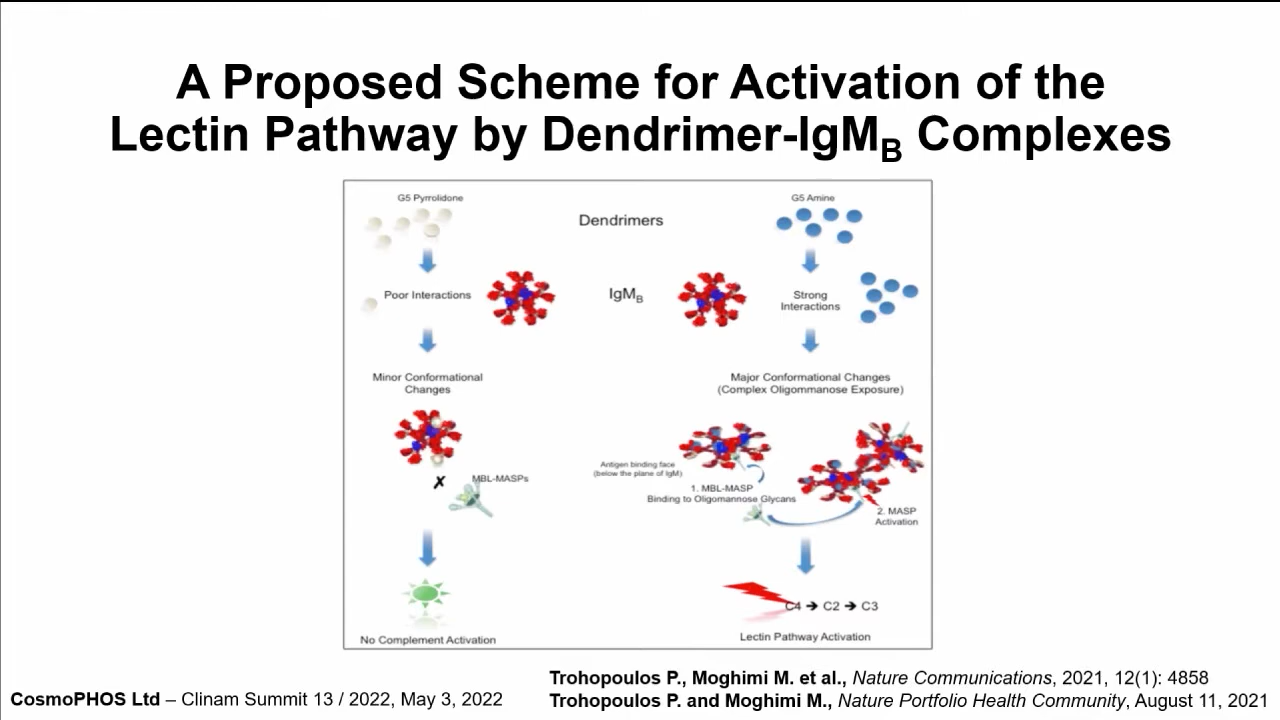 A Proposed Scheme for Activation of the
Lectin Pathway by Dendrimer-IgMB Complexes
G5 Pyrrolidone
Dendrimers
G5 Amine
Poor Interactions
IgMB
Strong
Interactions
Minor Conformational
Changes
Major Conformational Changes
(Complex Oligommanose Exposure)
✗
MBL-MASPs
Antigen binding face
(below the plane of IgM)
1. MBL-MASP
Binding to Oligomannose Glycans
2. MASP
Activation
C4 → C2 → C3
No Complement Activation
Lectin Pathway Activation
CosmoPHOS Ltd – Clinam Summit 13 / 2022, May 3, 2022
Trohopoulos P., Moghimi M. et al., Nature Communications, 2021, 12(1): 4858
Trohopoulos P. and Moghimi M., Nature Portfolio Health Community, August 11, 2021